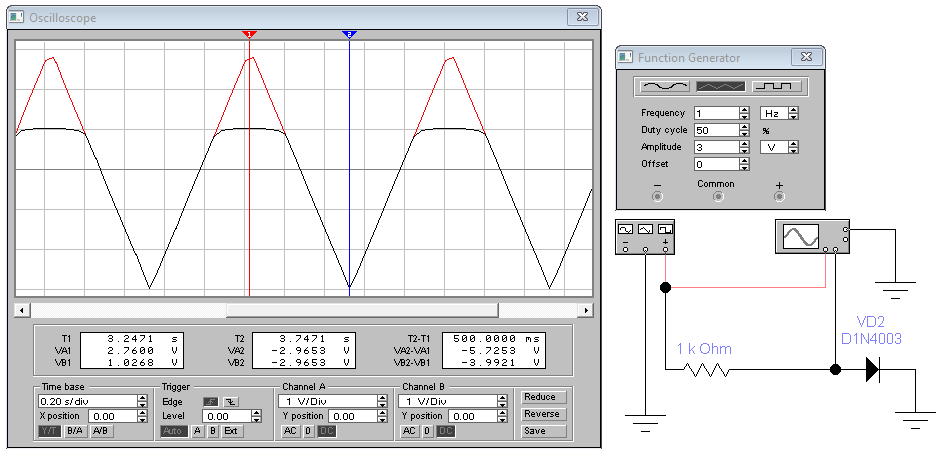 Oscilloscope
1
2
T1 3.2471 s
VA1 2.7600 V
VB1 1.0268 V
T2 3.7471 s
VA2 -2.9653 V
VB2 -2.9653 V
T2-T1 500.0000 ms
VA2-VA1 -5.7253 V
VB2-VB1 -3.9921 V
Time base
0.20 s/div
X position 0.00
Y/T B/A A/B
Trigger
Edge
Level 0.00
Auto A B Ext
Channel A
1 V/Div
Y position 0.00
AC 0 DC
Channel B
1 V/Div
Y position 0.00
AC 0 DC
Reduce
Reverse
Save
Function Generator
Frequency 1 Hz
Duty cycle 50 %
Amplitude 3 V
Offset 0
− Common +
− +
1 k Ohm
VD2
D1N4003